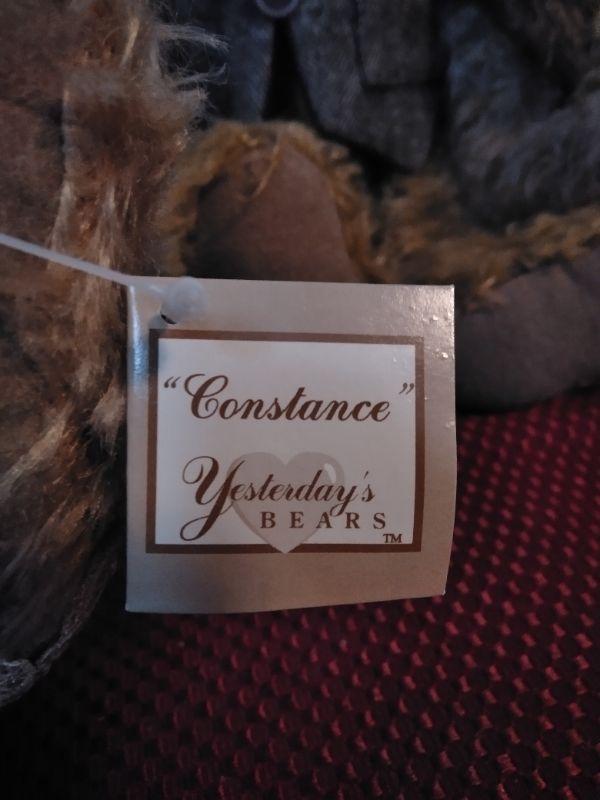 "Constance"
Yesterday's
BEARS
TM